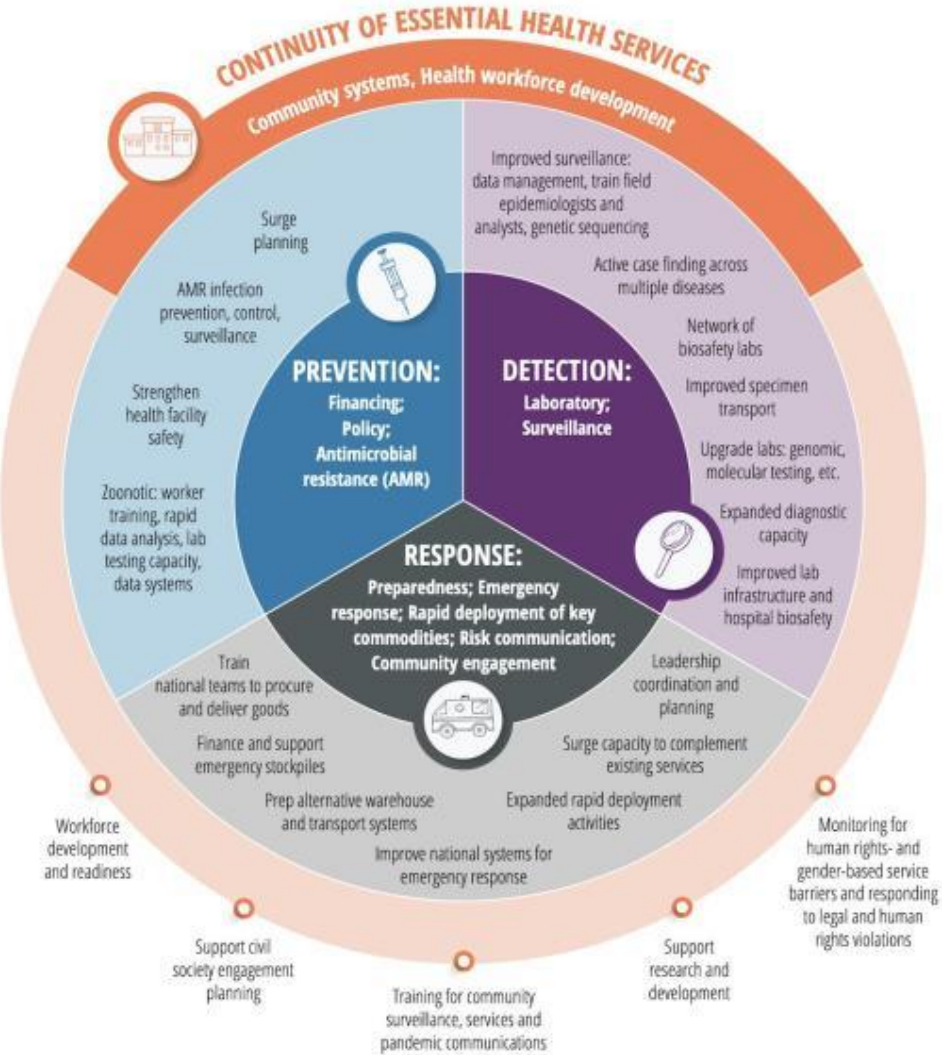 CONTINUITY OF ESSENTIAL HEALTH SERVICES
Community systems, Health workforce development
Surge
planning
AMR infection
prevention, control,
surveillance
Strengthen
health facility
safety
Zoonotic: worker
training, rapid
data analysis, lab
testing capacity,
data systems
PREVENTION:
Financing;
Policy;
Antimicrobial
resistance (AMR)
Improved surveillance:
data management, train field
epidemiologists and
analysts, genetic sequencing
Active case finding across
multiple diseases
Network of
biosafety labs
Improved specimen
transport
Upgrade labs: genomic,
molecular testing, etc.
Expanded diagnostic
capacity
Improved lab
infrastructure and
hospital biosafety
DETECTION:
Laboratory;
Surveillance
RESPONSE:
Preparedness; Emergency
response; Rapid deployment of key
commodities; Risk communication;
Community engagement
Train
national teams to procure
and deliver goods
Finance and support
emergency stockpiles
Prep alternative warehouse
and transport systems
Improve national systems for
emergency response
Leadership
coordination and
planning
Surge capacity to complement
existing services
Expanded rapid deployment
activities
Workforce
development
and readiness
Support civil
society engagement
planning
Training for community
surveillance, services and
pandemic communications
Support
research and
development
Monitoring for
human rights- and
gender-based service
barriers and responding
to legal and human
rights violations